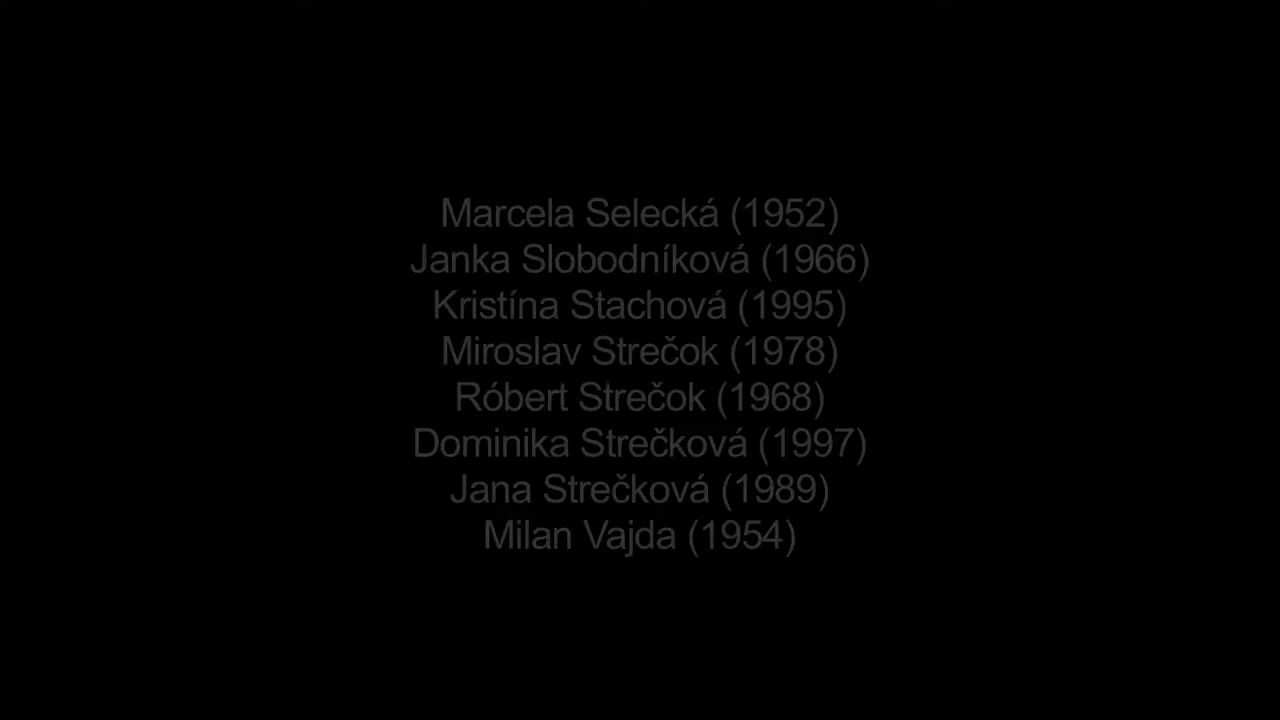 Marcela Selecká (1952)
Janka Slobodníková (1966)
Kristína Stachová (1995)
Miroslav Strečok (1978)
Róbert Strečok (1968)
Dominika Strečková (1997)
Jana Strečková (1989)
Milan Vajda (1954)